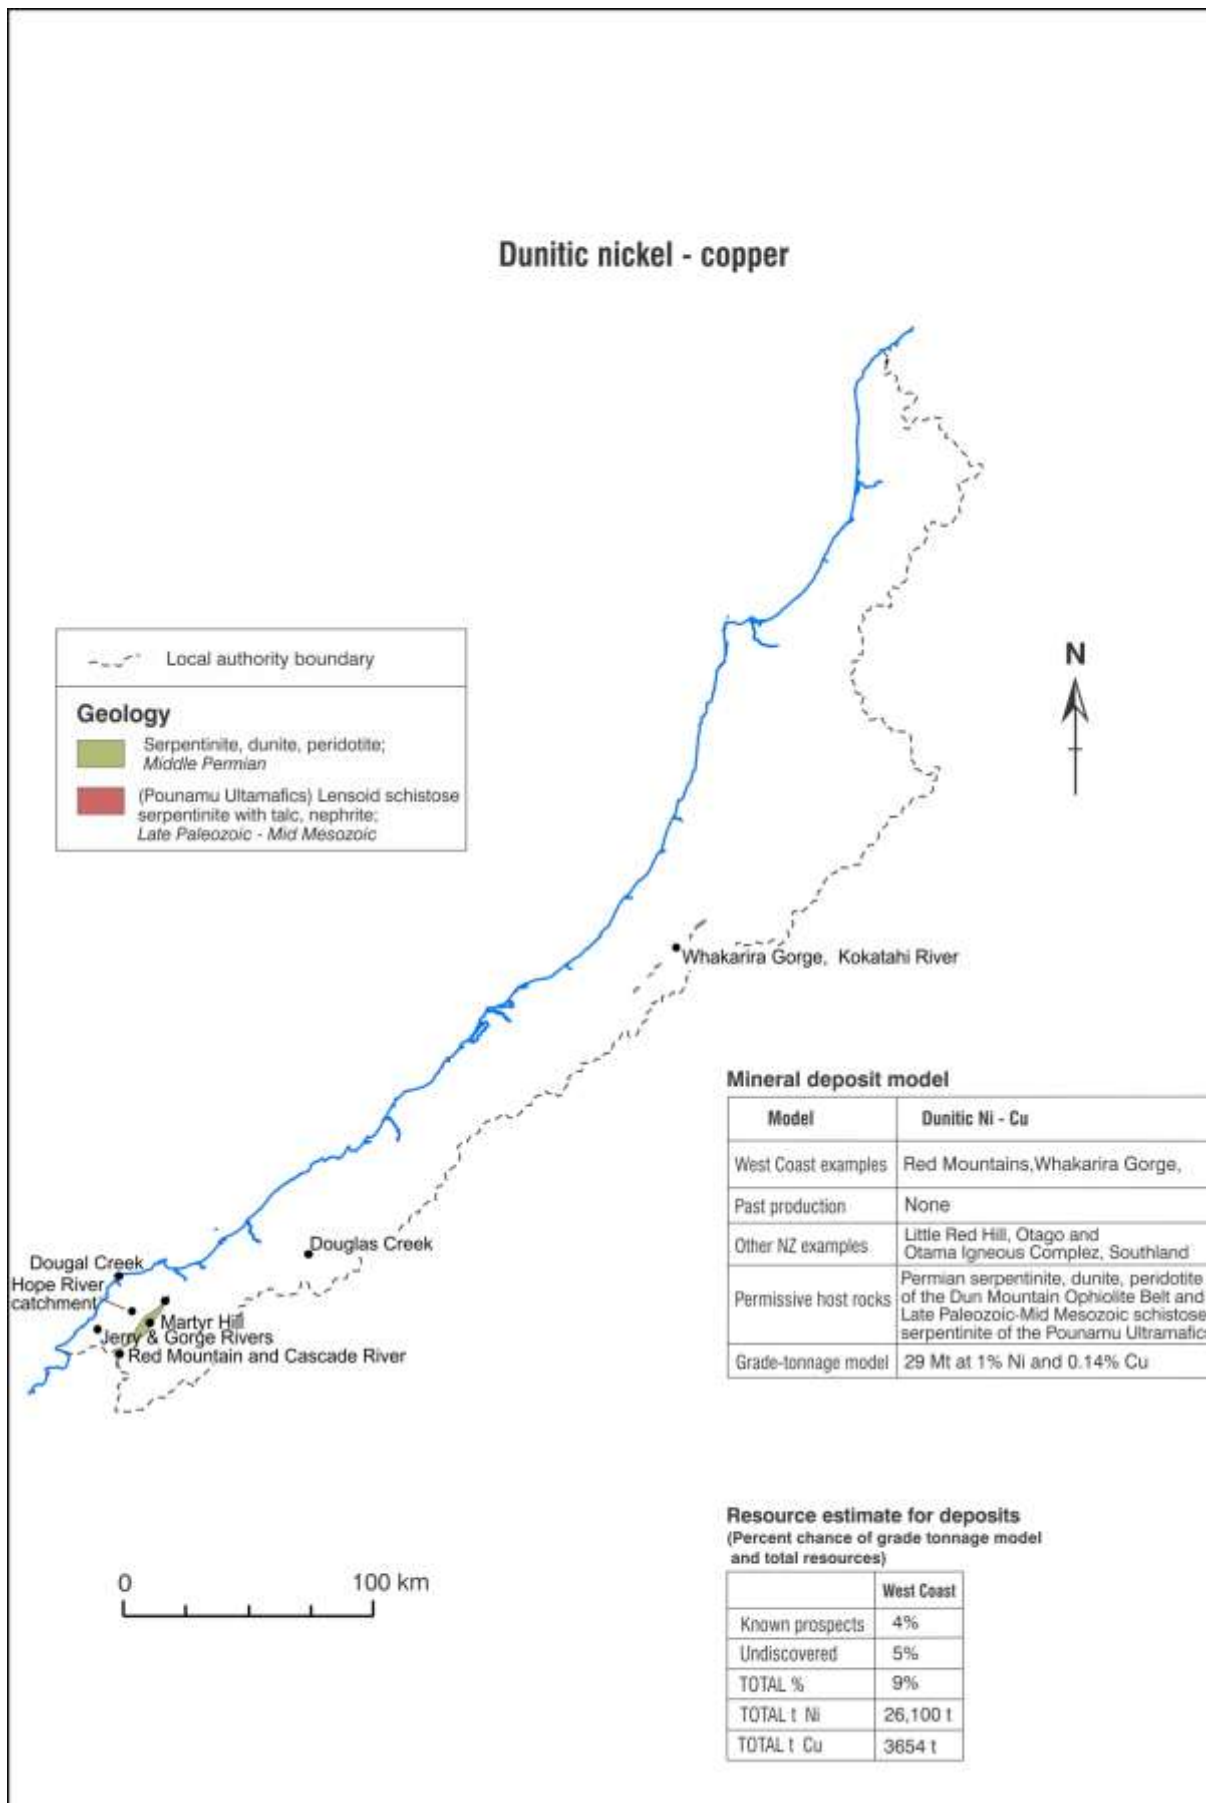 Dunitic nickel - copper
Local authority boundary
Geology
Serpentinite, dunite, peridotite;
Middle Permian
(Pounamu Ultamafics) Lensoid schistose
serpentinite with talc, nephrite;
Late Paleozoic - Mid Mesozoic
N
Whakarira Gorge, Kokatahi River
Douglas Creek
Dougal Creek
Hope River
catchment
Martyr Hill
Jerry & Gorge Rivers
Red Mountain and Cascade River
Mineral deposit model
Model Dunitic Ni - Cu
West Coast examples Red Mountains,Whakarira Gorge,
Past production None
Other NZ examples Little Red Hill, Otago and
Otama Igneous Complez, Southland
Permissive host rocks Permian serpentinite, dunite, peridotite
of the Dun Mountain Ophiolite Belt and
Late Paleozoic-Mid Mesozoic schistose
serpentinite of the Pounamu Ultramafics
Grade-tonnage model 29 Mt at 1% Ni and 0.14% Cu
Resource estimate for deposits
(Percent chance of grade tonnage model
and total resources)
West Coast
Known prospects 4%
Undiscovered 5%
TOTAL % 9%
TOTAL t Ni 26,100 t
TOTAL t Cu 3654 t
0 100 km